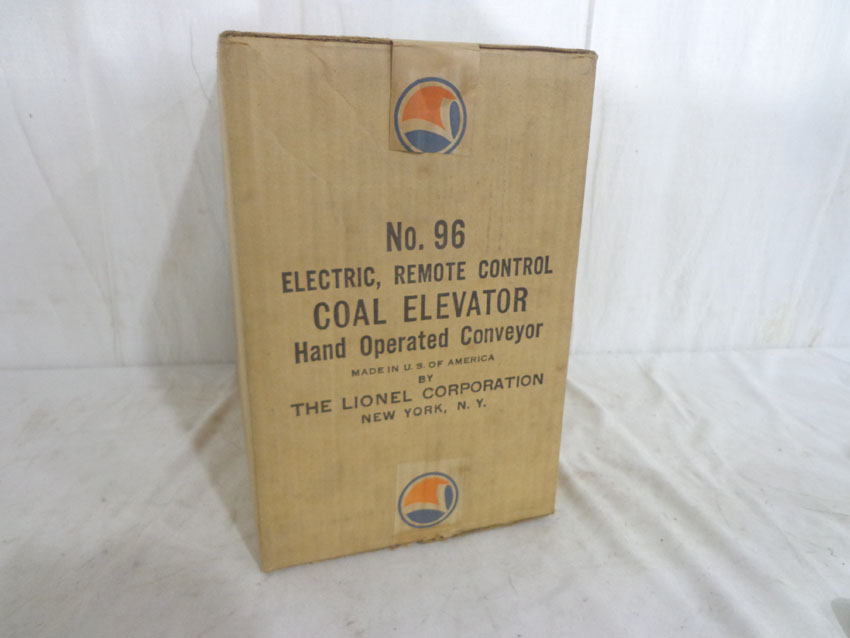 No. 96
ELECTRIC, REMOTE CONTROL
COAL ELEVATOR
Hand Operated Conveyor
MADE IN U. S. OF AMERICA
BY
THE LIONEL CORPORATION
NEW YORK, N. Y.